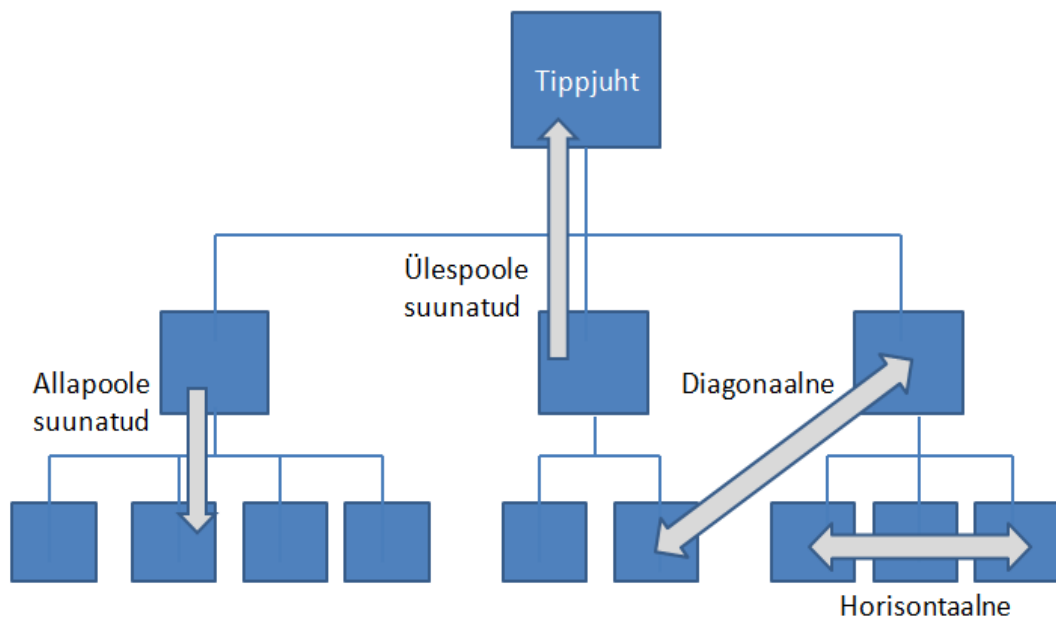 Tippjuht
Ülespoole
suunatud
Allapoole
suunatud
Diagonaalne
Horisontaalne